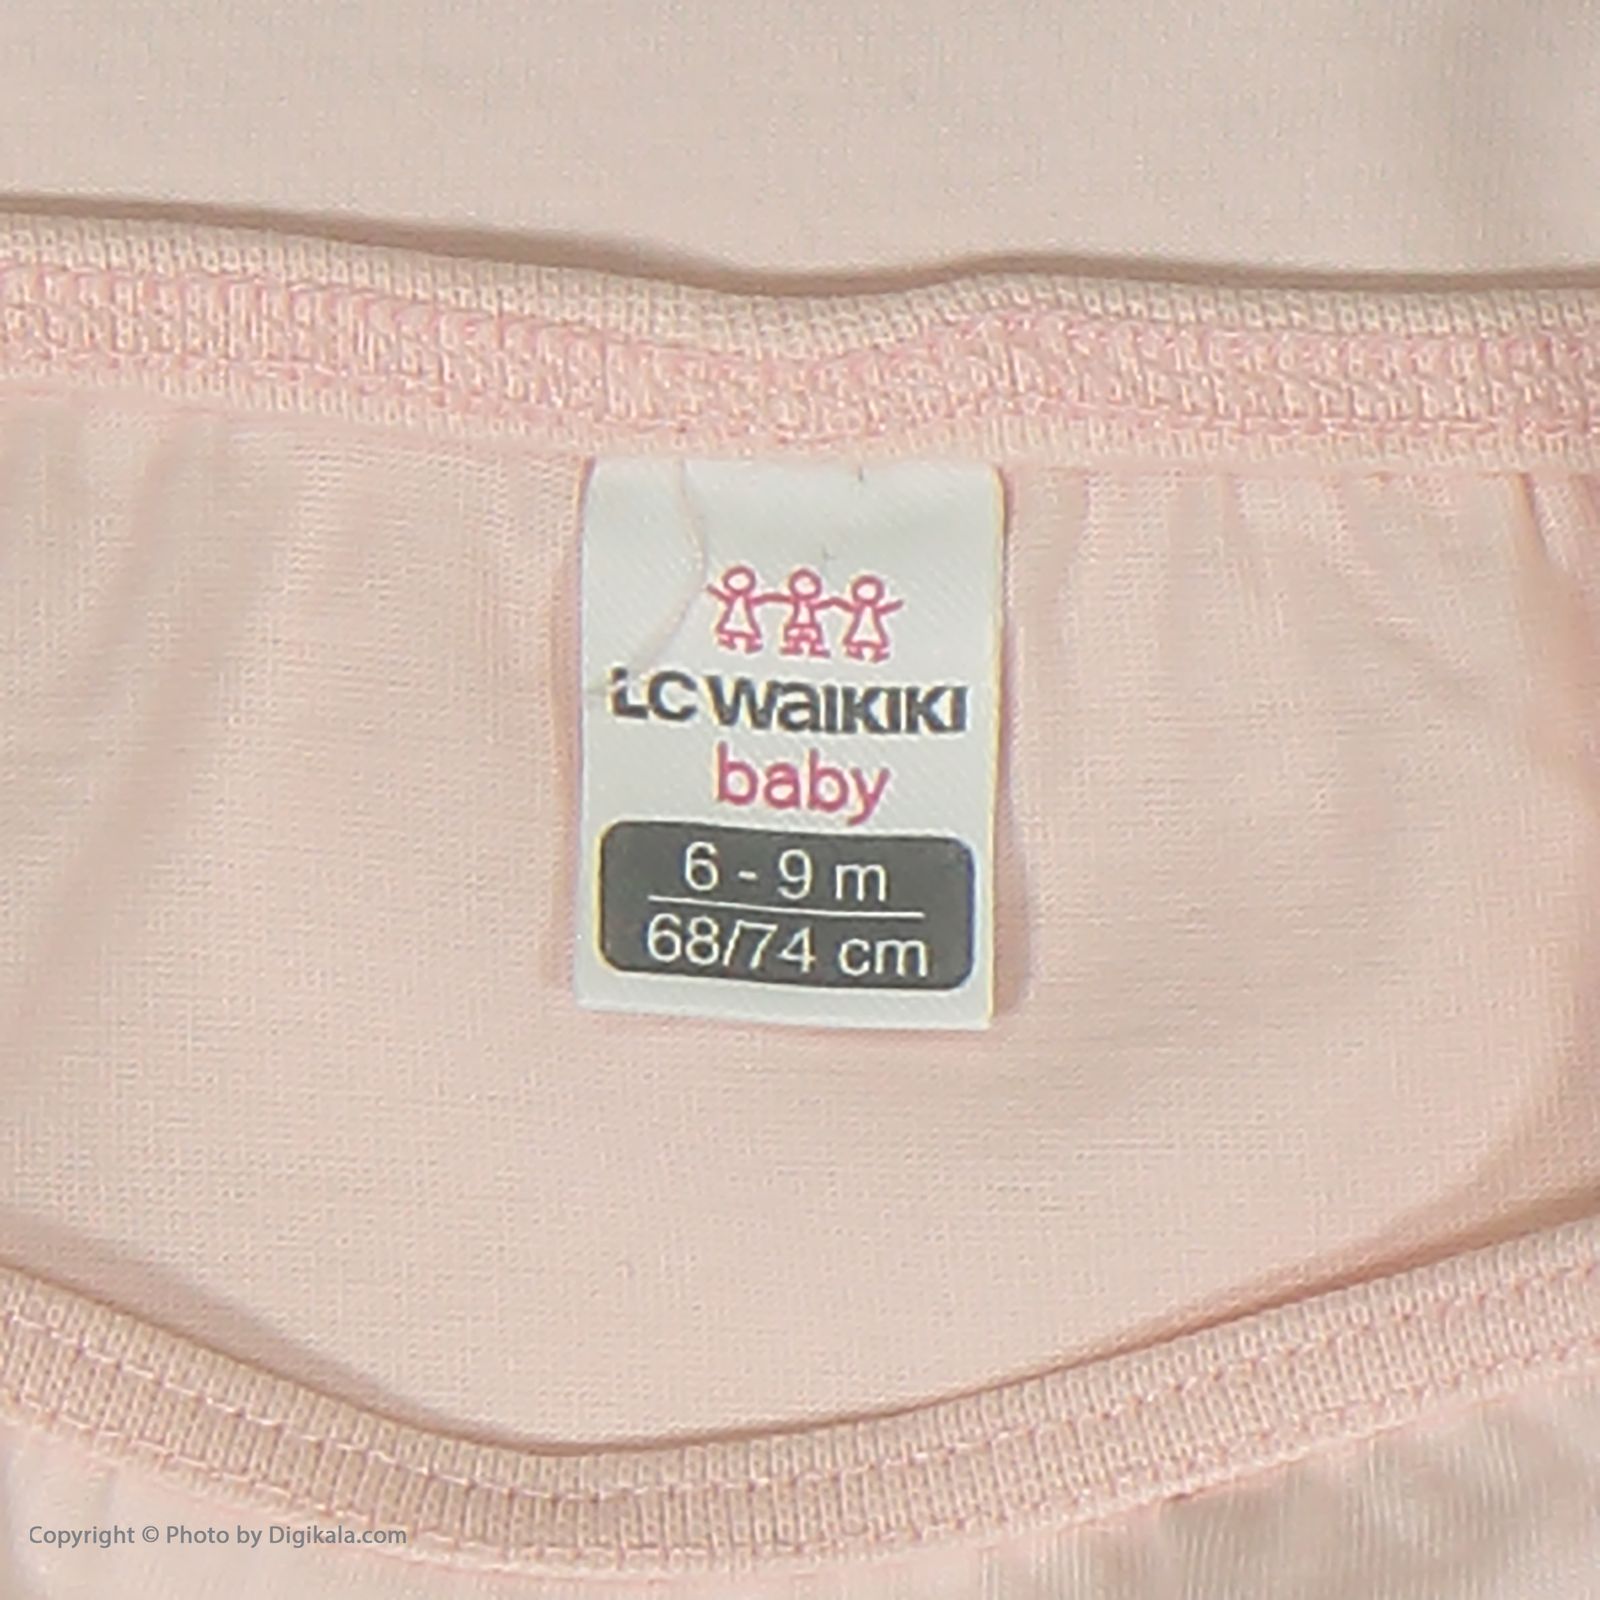 LC WaIKIKI
baby
6 - 9 m
68/74 cm
Copyright © Photo by Digikala.com